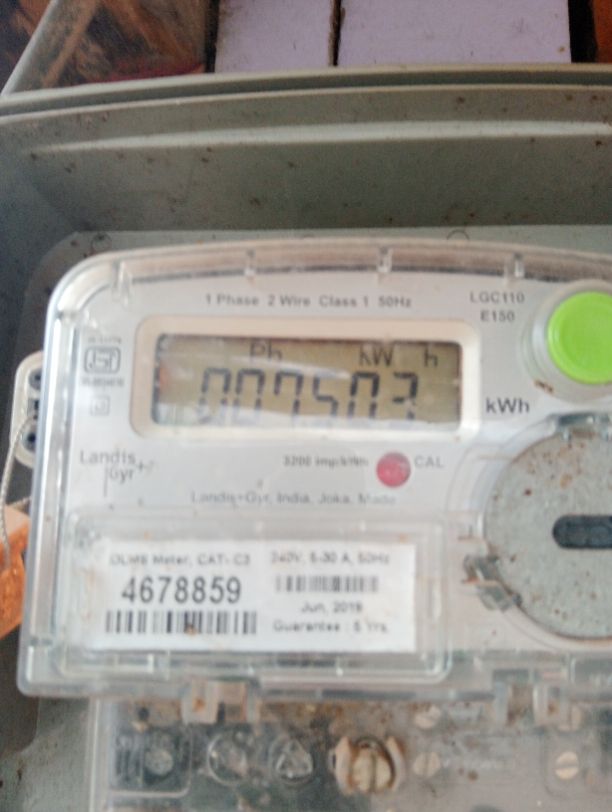 1 Phase 2 Wire Class 1 50Hz
LGC110
E150
Ph kW h
007503
kWh
Landis
Gyr+
3200 imp/kWh
CAL
Landis+Gyr, India, Joka, Made
DLMS Meter, CAT- C3
240V, 5-30 A, 50Hz
4678859
Jun, 2019
Guarantee : 5 Yrs.